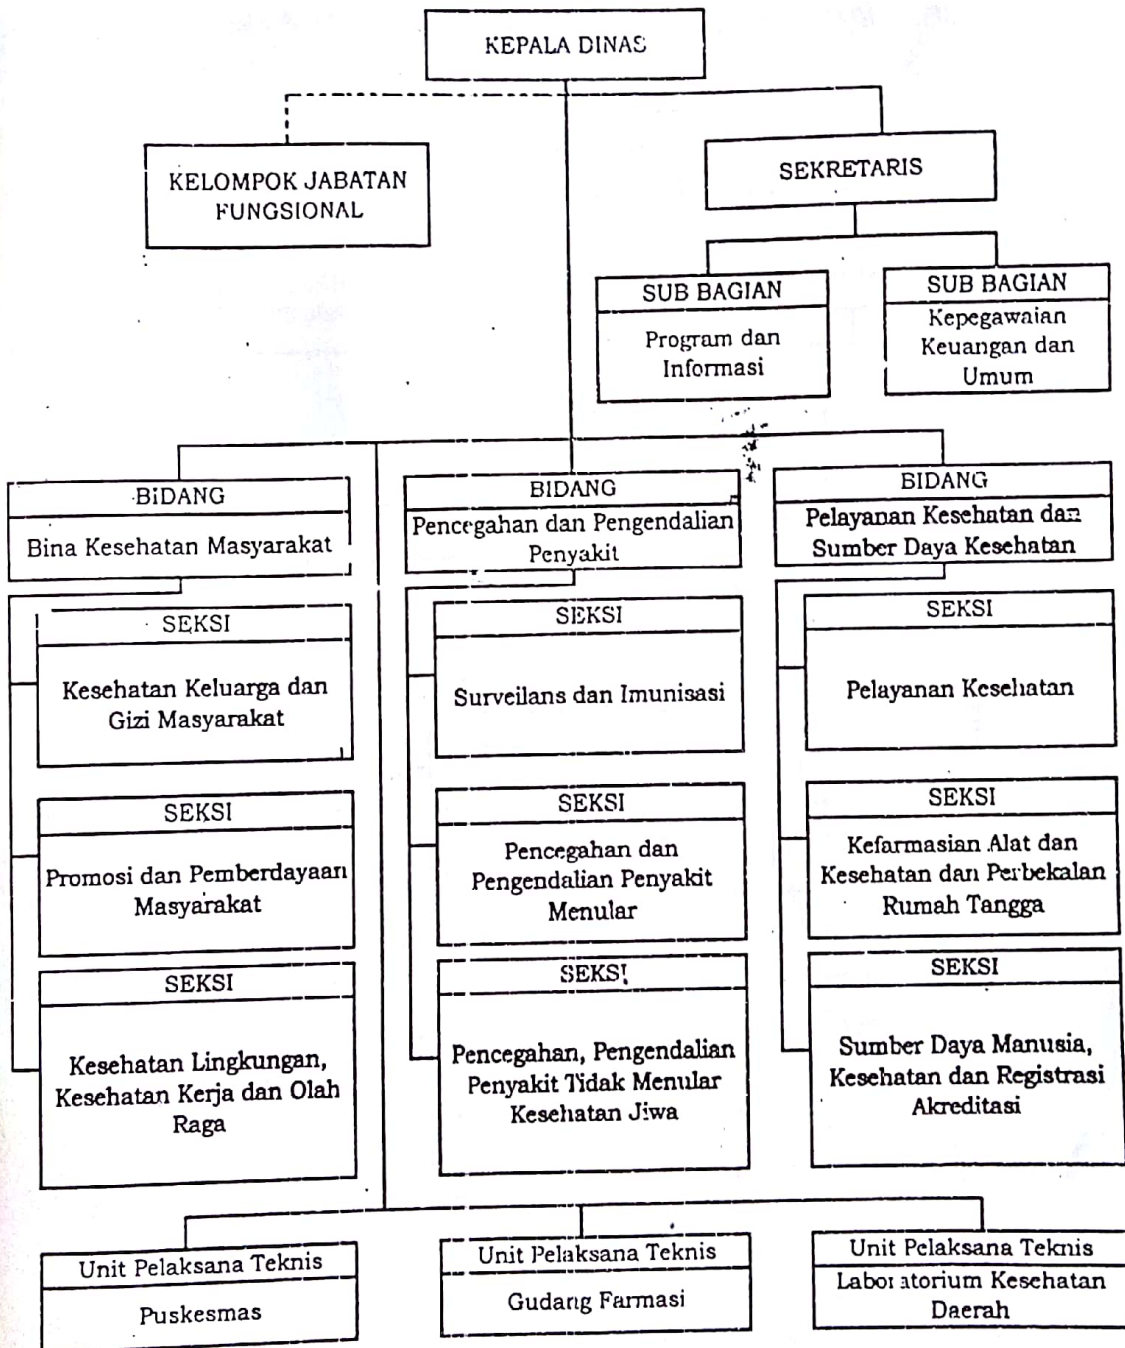 KEPALA DINAS
KELOMPOK JABATAN
FUNGSIONAL
SEKRETARIS
SUB BAGIAN
Program dan
Informasi
SUB BAGIAN
Kepegawaian
Keuangan dan
Umum
BIDANG
Bina Kesehatan Masyarakat
SEKSI
Kesehatan Keluarga dan
Gizi Masyarakat
SEKSI
Promosi dan Pemberdayaan
Masyarakat
SEKSI
Kesehatan Lingkungan,
Kesehatan Kerja dan Olah
Raga
BIDANG
Pencegahan dan Pengendalian
Penyakit
SEKSI
Surveilans dan Imunisasi
SEKSI
Pencegahan dan
Pengendalian Penyakit
Menular
SEKSI
Pencegahan, Pengendalian
Penyakit Tidak Menular
Kesehatan Jiwa
BIDANG
Pelayanan Kesehatan dan
Sumber Daya Kesehatan
SEKSI
Pelayanan Kesehatan
SEKSI
Kefarmasian Alat dan
Kesehatan dan Perbekalan
Rumah Tangga
SEKSI
Sumber Daya Manusia,
Kesehatan dan Registrasi
Akreditasi
Unit Pelaksana Teknis
Puskesmas
Unit Pelaksana Teknis
Gudang Farmasi
Unit Pelaksana Teknis
Laboratorium Kesehatan
Daerah